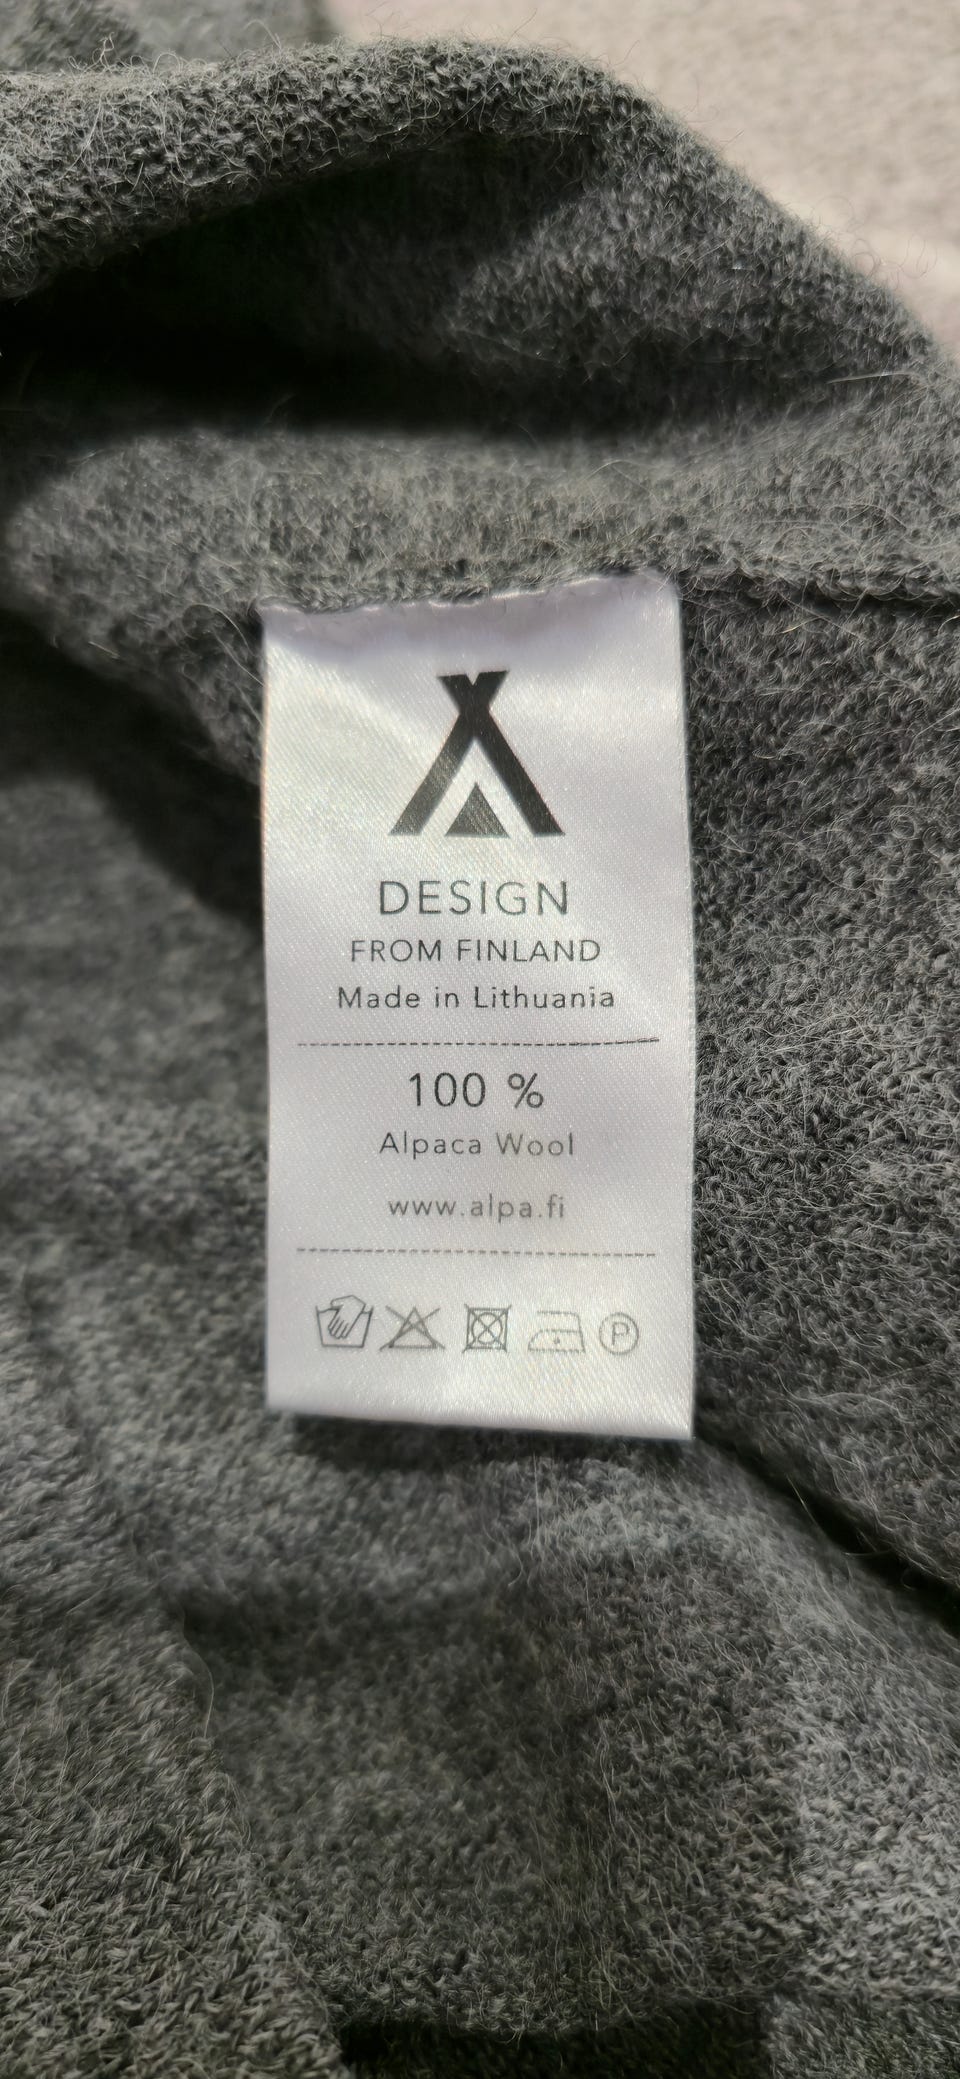 DESIGN
FROM FINLAND
Made in Lithuania
100 %
Alpaca Wool
www.alpa.fi
P